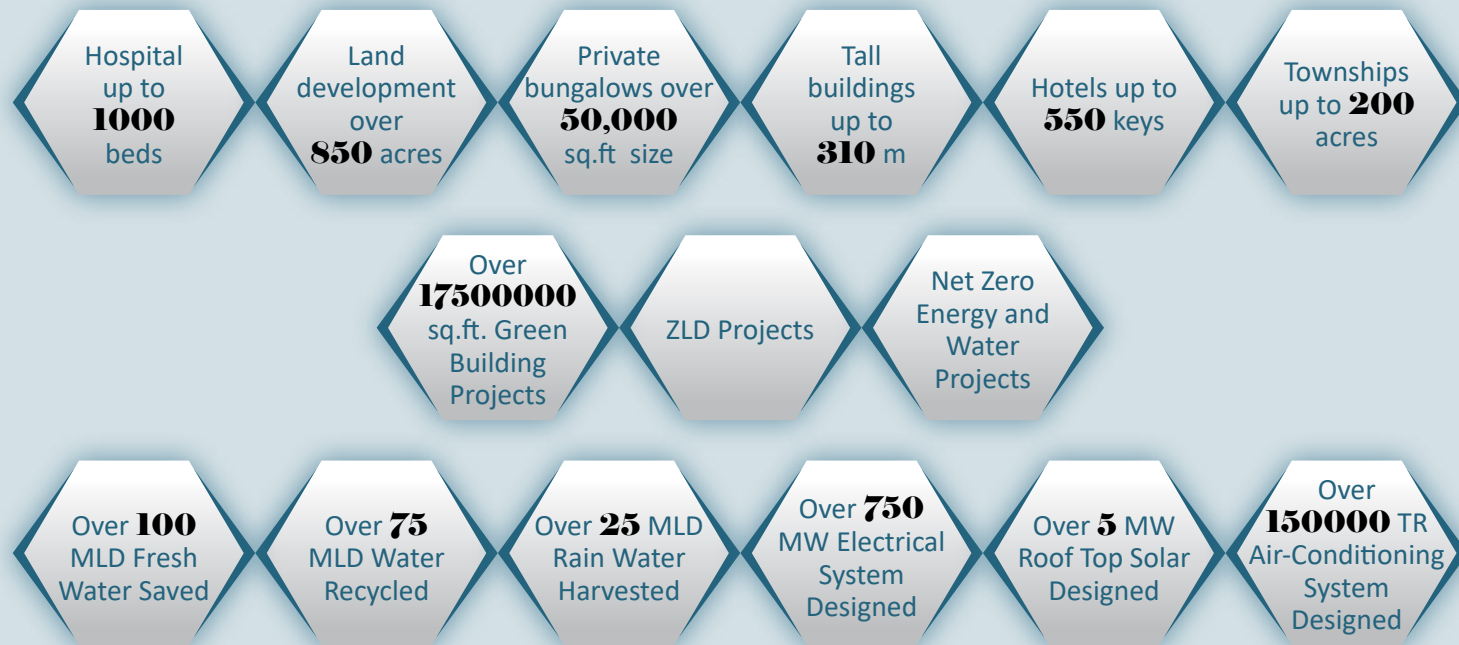 Hospital
up to
1000
beds
Land
development
over
850 acres
Private
bungalows over
50,000
sq.ft size
Tall
buildings
up to
310 m
Hotels up to
550 keys
Townships
up to 200
acres
Over
17500000
sq.ft. Green
Building
Projects
ZLD Projects
Net Zero
Energy and
Water
Projects
Over 100
MLD Fresh
Water Saved
Over 75
MLD Water
Recycled
Over 25 MLD
Rain Water
Harvested
Over 750
MW Electrical
System
Designed
Over 5 MW
Roof Top Solar
Designed
Over
150000 TR
Air-Conditioning
System
Designed